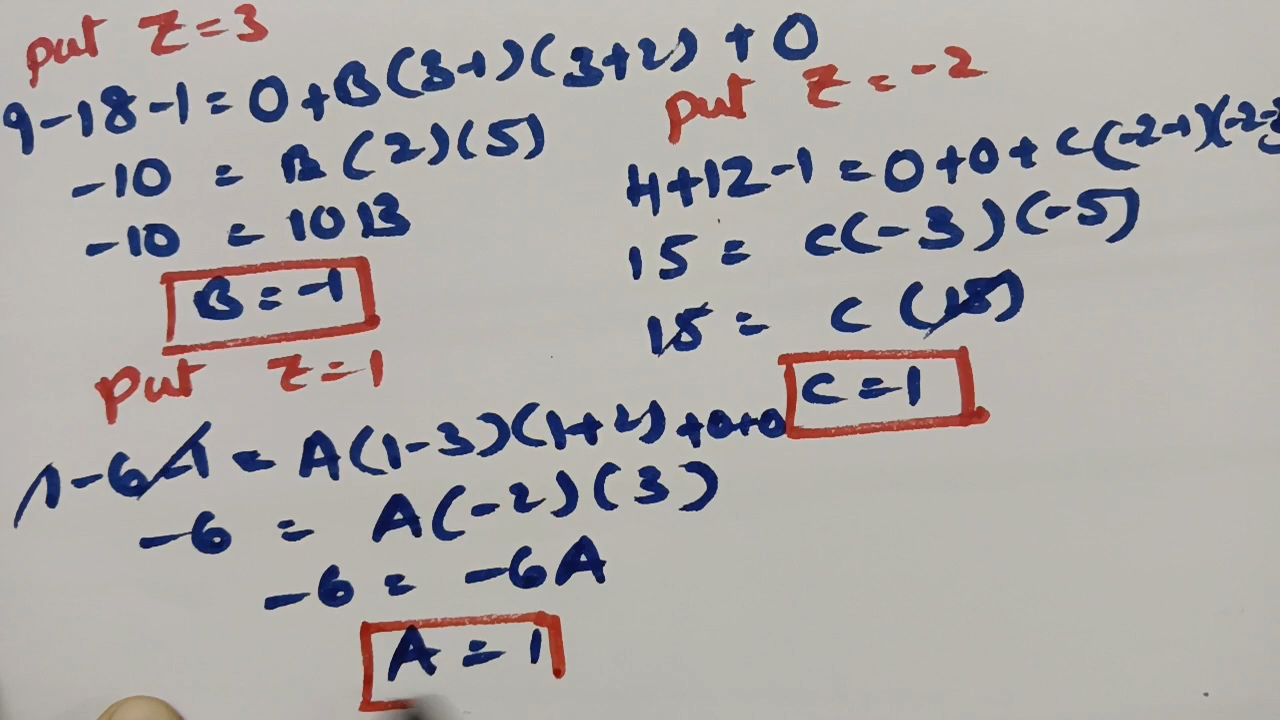 put z=3
9-18-1=0+B(3-1)(3+2)+0
-10 = B(2)(5)
-10 = 10B
B=-1
put z=-2
4+12-1=0+0+C(-2-1)(-2-3
15 = C(-3)(-5)
15 = C (15)
C=1
put z=1
1-6-1=A(1-3)(1+2)+0+0
-6 = A(-2)(3)
-6 = -6A
A=1